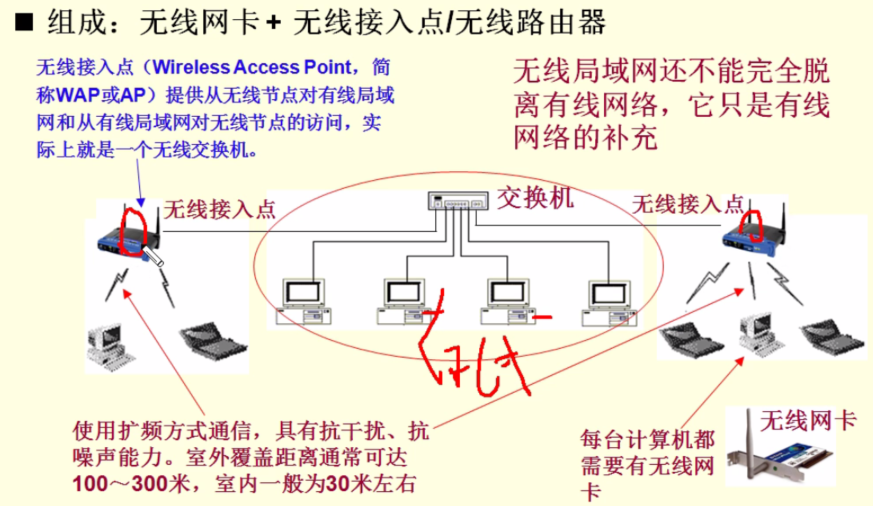 ■ 组成：无线网卡 + 无线接入点/无线路由器
无线接入点（Wireless Access Point，简
称WAP或AP）提供从无线节点对有线局域
网和从有线局域网对无线节点的访问，实
际上就是一个无线交换机。
无线局域网还不能完全脱
离有线网络，它只是有线
网络的补充
无线接入点
交换机
无线接入点
使用扩频方式通信，具有抗干扰、抗
噪声能力。室外覆盖距离通常可达
100～300米，室内一般为30米左右
每台计算机都
需要有无线网
卡
无线网卡